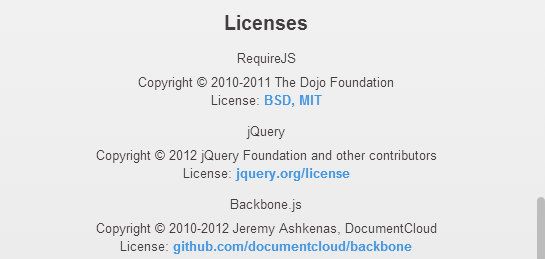 Licenses
RequireJS
Copyright © 2010-2011 The Dojo Foundation
License: BSD, MIT
jQuery
Copyright © 2012 jQuery Foundation and other contributors
License: jquery.org/license
Backbone.js
Copyright © 2010-2012 Jeremy Ashkenas, DocumentCloud
License: github.com/documentcloud/backbone